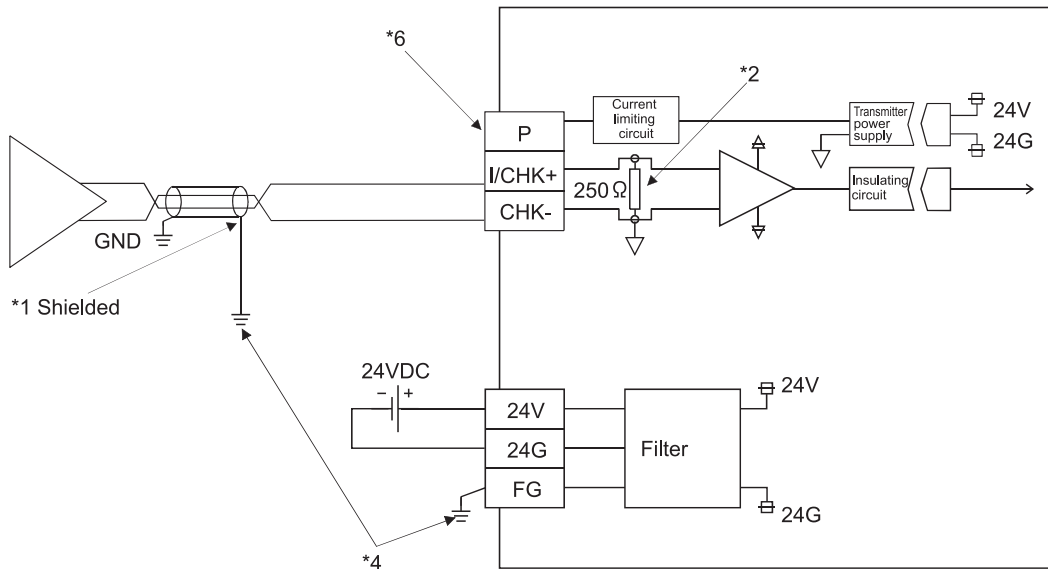 *6
*2
P
Current
limiting
circuit
Transmitter
power
supply
24V
24G
I/CHK+
250 Ω
CHK-
Insulating
circuit
GND
*1 Shielded
24VDC
− +
24V
24G
FG
Filter
24V
24G
*4